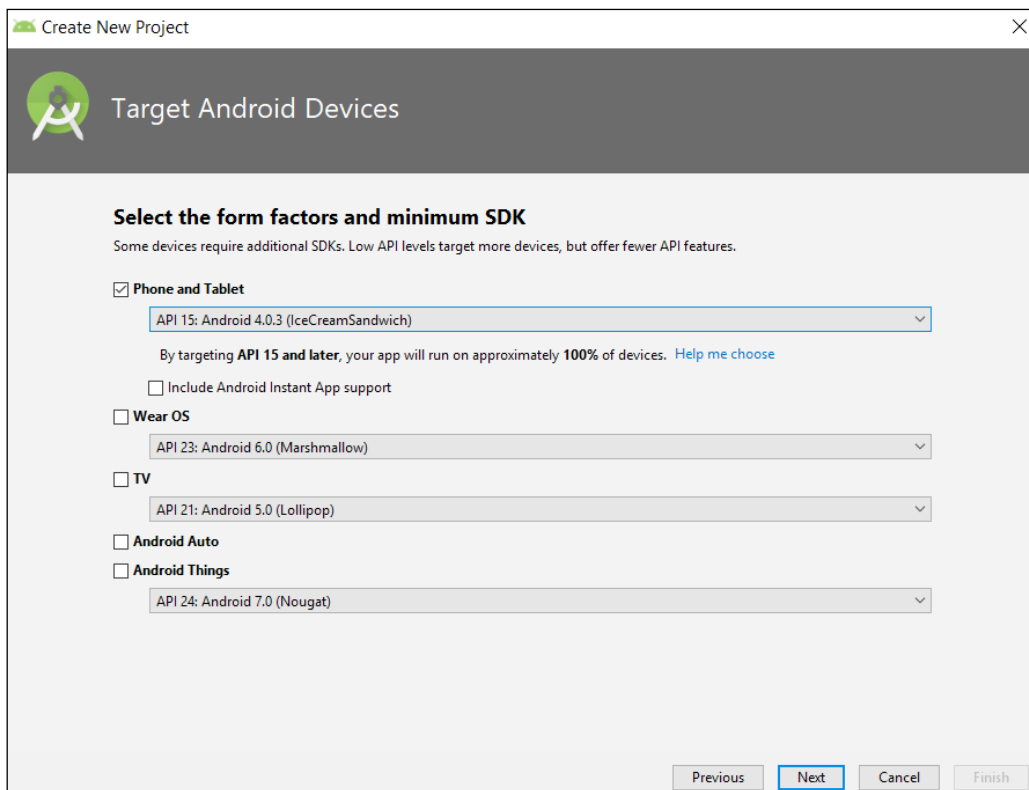 Create New Project
Target Android Devices
Select the form factors and minimum SDK
Some devices require additional SDKs. Low API levels target more devices, but offer fewer API features.
Phone and Tablet
API 15: Android 4.0.3 (IceCreamSandwich)
By targeting API 15 and later, your app will run on approximately 100% of devices. Help me choose
Include Android Instant App support
Wear OS
API 23: Android 6.0 (Marshmallow)
TV
API 21: Android 5.0 (Lollipop)
Android Auto
Android Things
API 24: Android 7.0 (Nougat)
Previous Next Cancel Finish